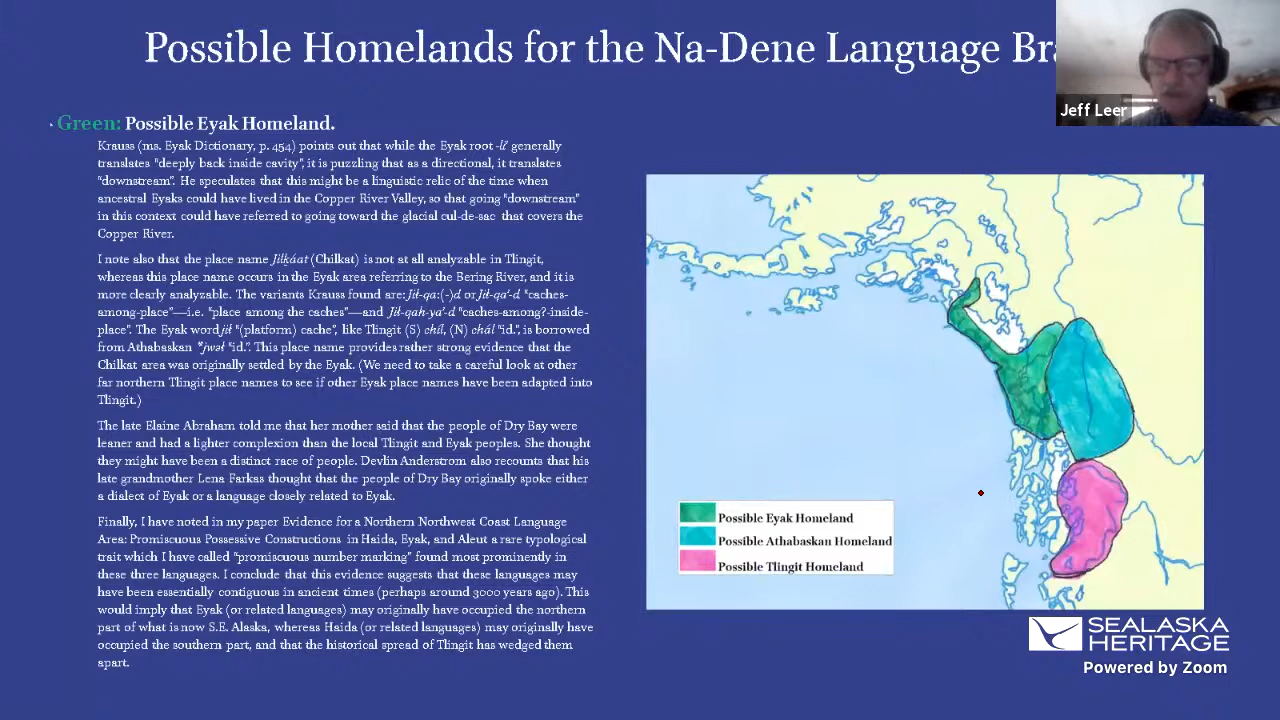 Possible Homelands for the Na-Dene Language Bra
Jeff Leer
Green: Possible Eyak Homeland.
Krauss (ms. Eyak Dictionary, p. 454) points out that while the Eyak root generally
translates "deeply back inside cavity", it is puzzling that as a directional, it translates
"downstream". He speculates that this might be a linguistic relic of the time when
ancestral Eyaks could have lived in the Copper River Valley, so that going "downstream"
in this context could have referred to going toward the glacial cul-de-sac that covers the
Copper River.
I note also that the place name Jilḵáat (Chilkat) is not at all analyzable in Tlingit,
whereas this place name occurs in the Eyak area referring to the Bering River, and it is
more clearly analyzable. The variants Krauss found are: Jił-qa:(-)d or Jił-qa'-d "caches-
among-place"—i.e. "place among the caches"—and Jił-qah-ya'-d "caches-among?-inside-
place". The Eyak word jił "(platform) cache", like Tlingit (S) chíl, (N) chál "id.", is borrowed
from Athabaskan "id.". This place name provides rather strong evidence that the
Chilkat area was originally settled by the Eyak. (We need to take a careful look at other
far northern Tlingit place names to see if other Eyak place names have been adapted into
Tlingit.)
The late Elaine Abraham told me that her mother said that the people of Dry Bay were
leaner and had a lighter complexion than the local Tlingit and Eyak peoples. She thought
they might have been a distinct race of people. Devlin Anderstrom also recounts that his
late grandmother Lena Farkas thought that the people of Dry Bay originally spoke either
a dialect of Eyak or a language closely related to Eyak.
Finally, I have noted in my paper Evidence for a Northern Northwest Coast Language
Area: Promiscuous Possessive Constructions in Haida, Eyak, and Aleut a rare typological
trait which I have called "promiscuous number marking" found most prominently in
these three languages. I conclude that this evidence suggests that these languages may
have been essentially contiguous in ancient times (perhaps around 3000 years ago). This
would imply that Eyak (or related languages) may originally have occupied the northern
part of what is now S.E. Alaska, whereas Haida (or related languages) may originally have
occupied the southern part, and that the historical spread of Tlingit has wedged them
apart.
Possible Eyak Homeland
Possible Athabaskan Homeland
Possible Tlingit Homeland
SEALASKA
HERITAGE
Powered by Zoom